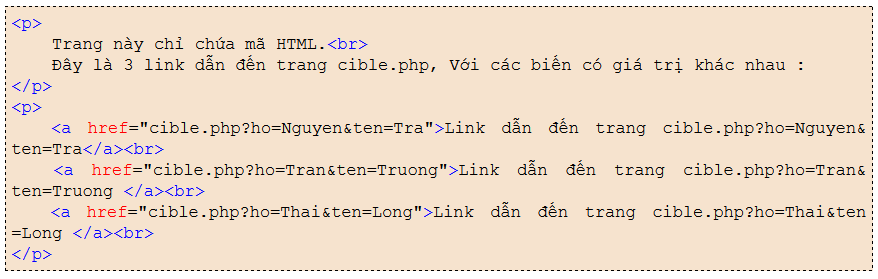 <p>
Trang này chỉ chứa mã HTML.<br>
Đây là 3 link dẫn đến trang cible.php, Với các biến có giá trị khác nhau :
</p>
<p>
<a href="cible.php?ho=Nguyen&ten=Tra">Link dẫn đến trang cible.php?ho=Nguyen&
ten=Tra</a><br>
<a href="cible.php?ho=Tran&ten=Truong">Link dẫn đến trang cible.php?ho=Tran&
ten=Truong </a><br>
<a href="cible.php?ho=Thai&ten=Long">Link dẫn đến trang cible.php?ho=Thai&ten
=Long </a><br>
</p>